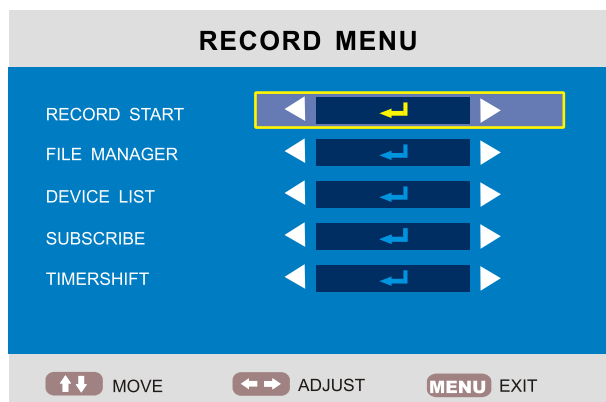 RECORD MENU
RECORD START
FILE MANAGER
DEVICE LIST
SUBSCRIBE
TIMERSHIFT
MOVE ADJUST MENU EXIT